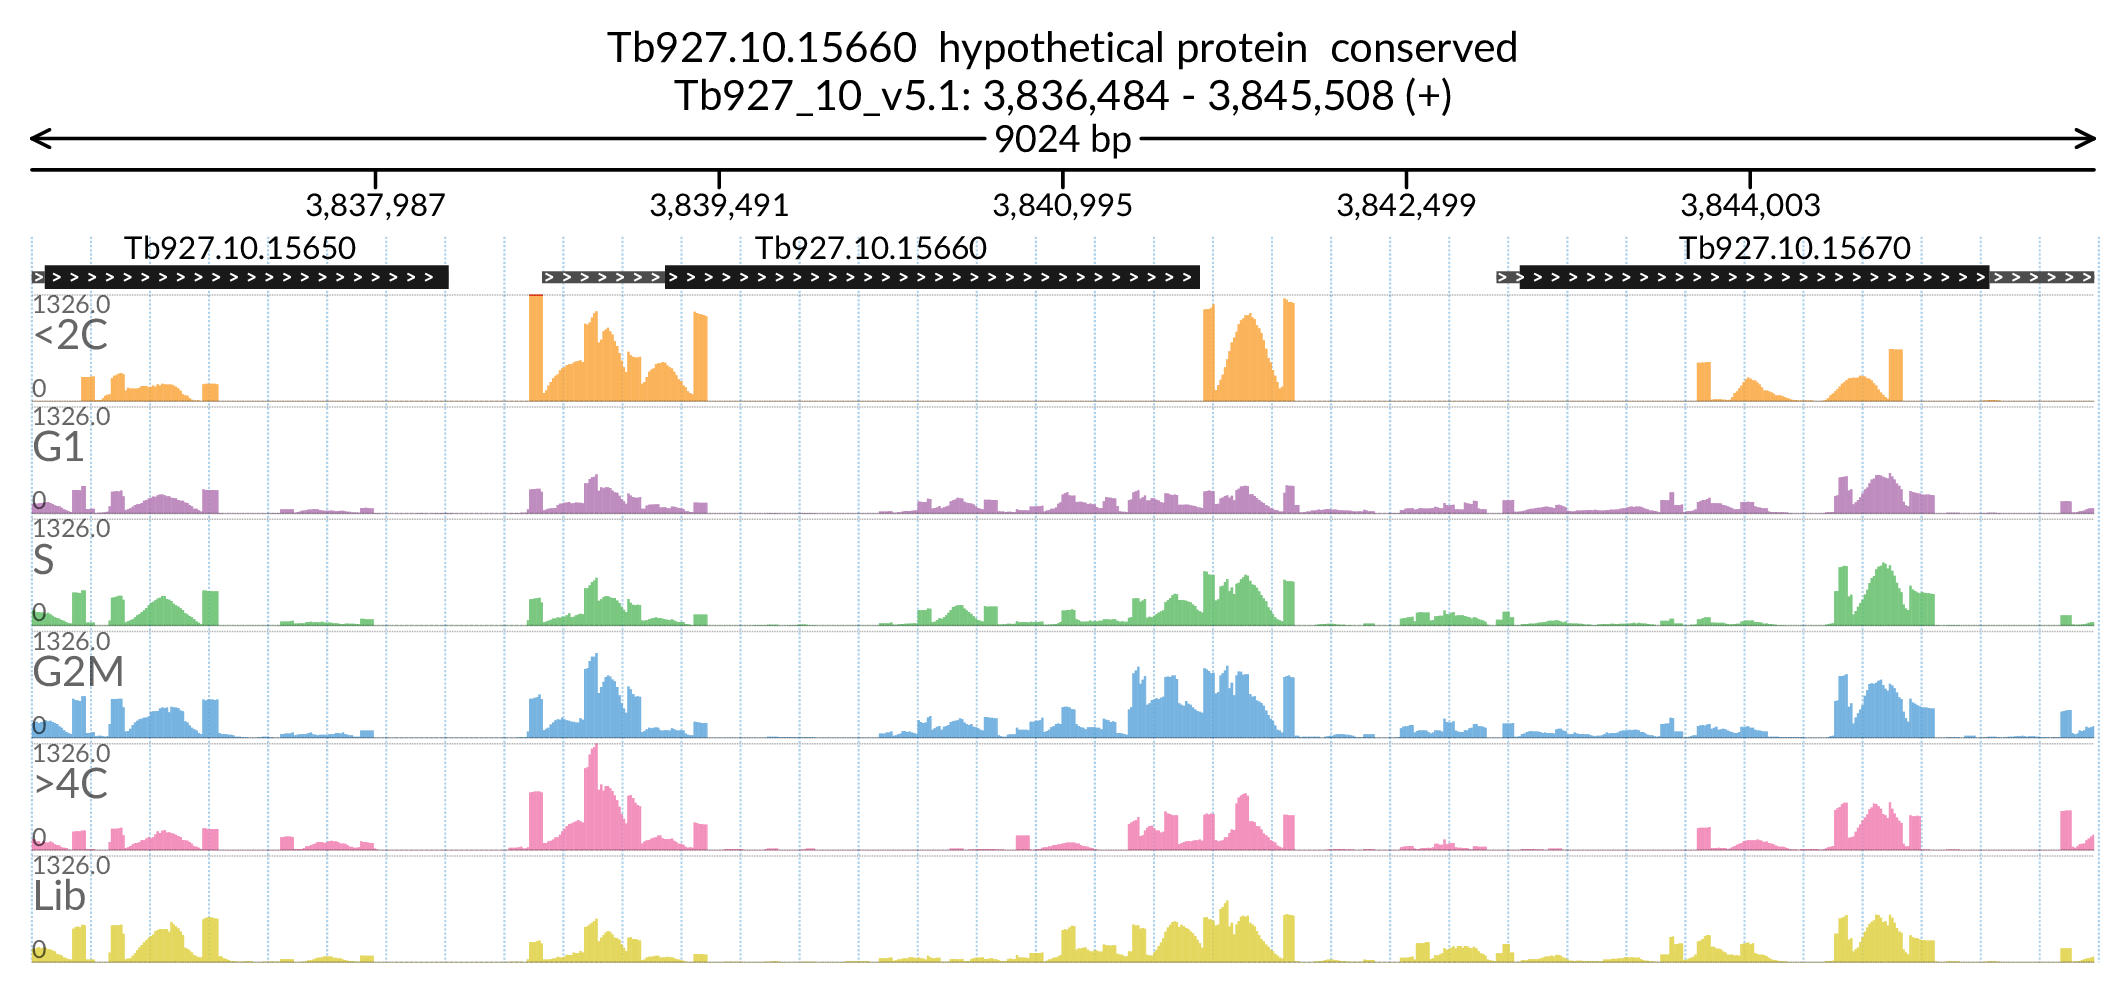 Tb927.10.15660 hypothetical protein conserved
Tb927_10_v5.1: 3,836,484 - 3,845,508 (+)
9024 bp
3,837,987 3,839,491 3,840,995 3,842,499 3,844,003
Tb927.10.15650 Tb927.10.15660 Tb927.10.15670
1326.0
<2C
0
1326.0
G1
0
1326.0
S
0
1326.0
G2M
0
1326.0
>4C
0
1326.0
Lib
0